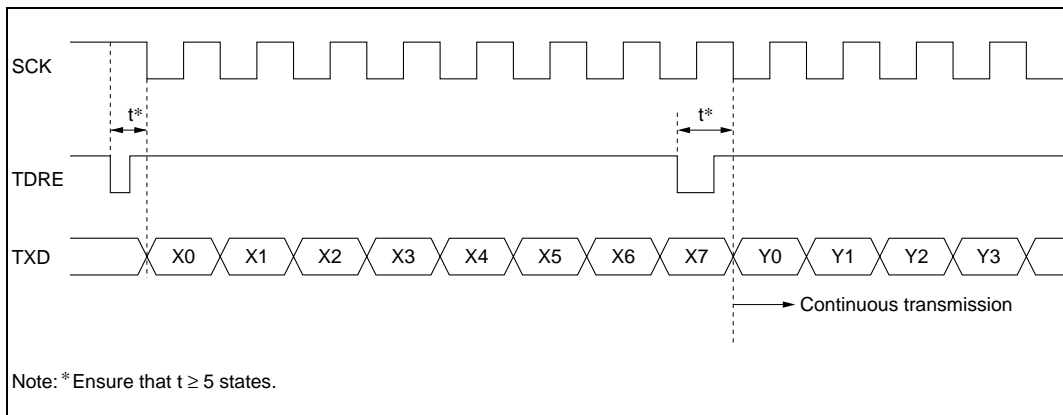 SCK
t*
t*
TDRE
TXD
X0 X1 X2 X3 X4 X5 X6 X7 Y0 Y1 Y2 Y3
Continuous transmission
Note: * Ensure that t ≥ 5 states.